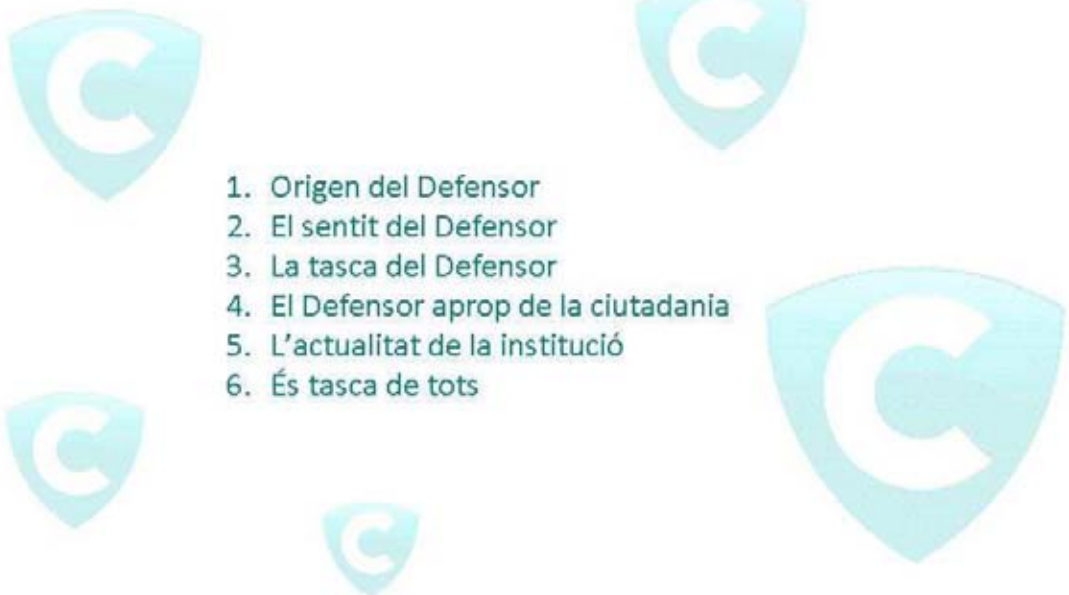 C
C
1. Origen del Defensor
2. El sentit del Defensor
3. La tasca del Defensor
4. El Defensor aprop de la ciutadania
5. L'actualitat de la institució
6. És tasca de tots
C
C
C